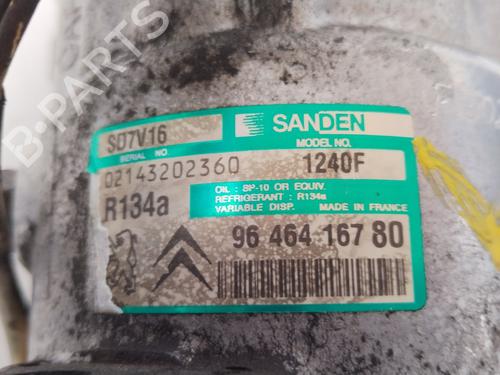 SD7V16
SANDEN
SERIAL NO.
MODEL NO.
02143202360
1240F
R134a
OIL : SP-10 OR EQUIV.
REFRIGERANT : R134a
VARIABLE DISP. MADE IN FRANCE
96 464 167 80
B-PARTS